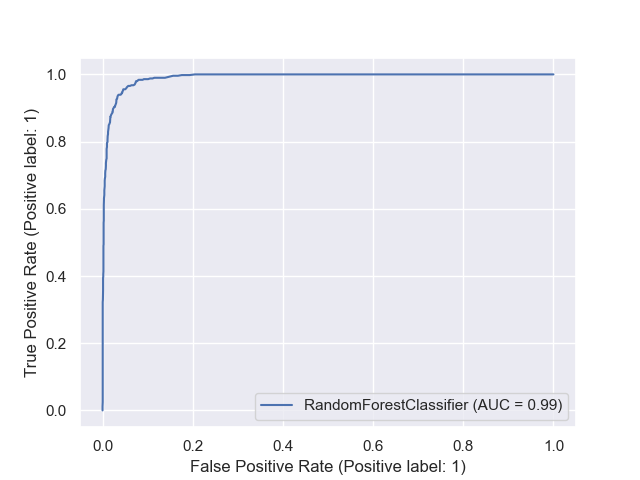 1.0
0.8
0.6
0.4
0.2
0.0
True Positive Rate (Positive label: 1)
RandomForestClassifier (AUC = 0.99)
0.0 0.2 0.4 0.6 0.8 1.0
False Positive Rate (Positive label: 1)